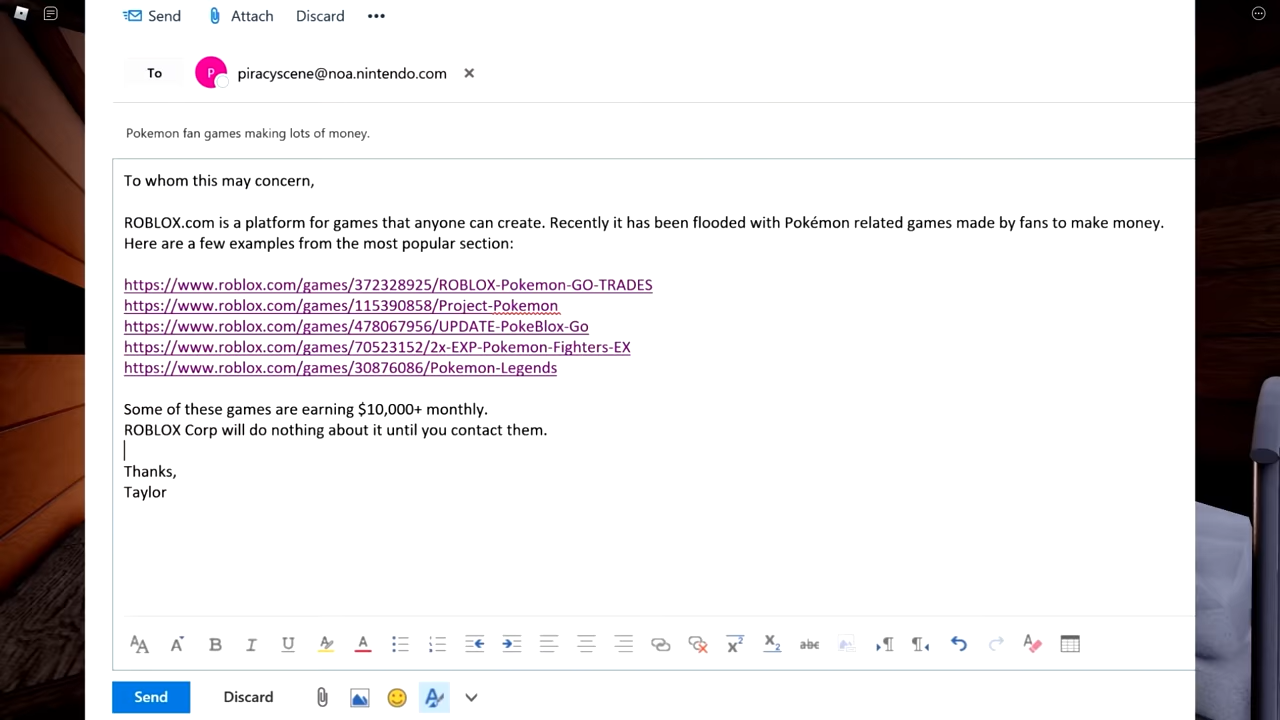 Send Attach Discard •••
To P piracyscene@noa.nintendo.com
Pokemon fan games making lots of money.
To whom this may concern,
ROBLOX.com is a platform for games that anyone can create. Recently it has been flooded with Pokémon related games made by fans to make money.
Here are a few examples from the most popular section:
https://www.roblox.com/games/372328925/ROBLOX-Pokemon-GO-TRADES
https://www.roblox.com/games/115390858/Project-Pokemon
https://www.roblox.com/games/478067956/UPDATE-PokeBlox-Go
https://www.roblox.com/games/70523152/2x-EXP-Pokemon-Fighters-EX
https://www.roblox.com/games/30876086/Pokemon-Legends
Some of these games are earning $10,000+ monthly.
ROBLOX Corp will do nothing about it until you contact them.
Thanks,
Taylor
Send Discard